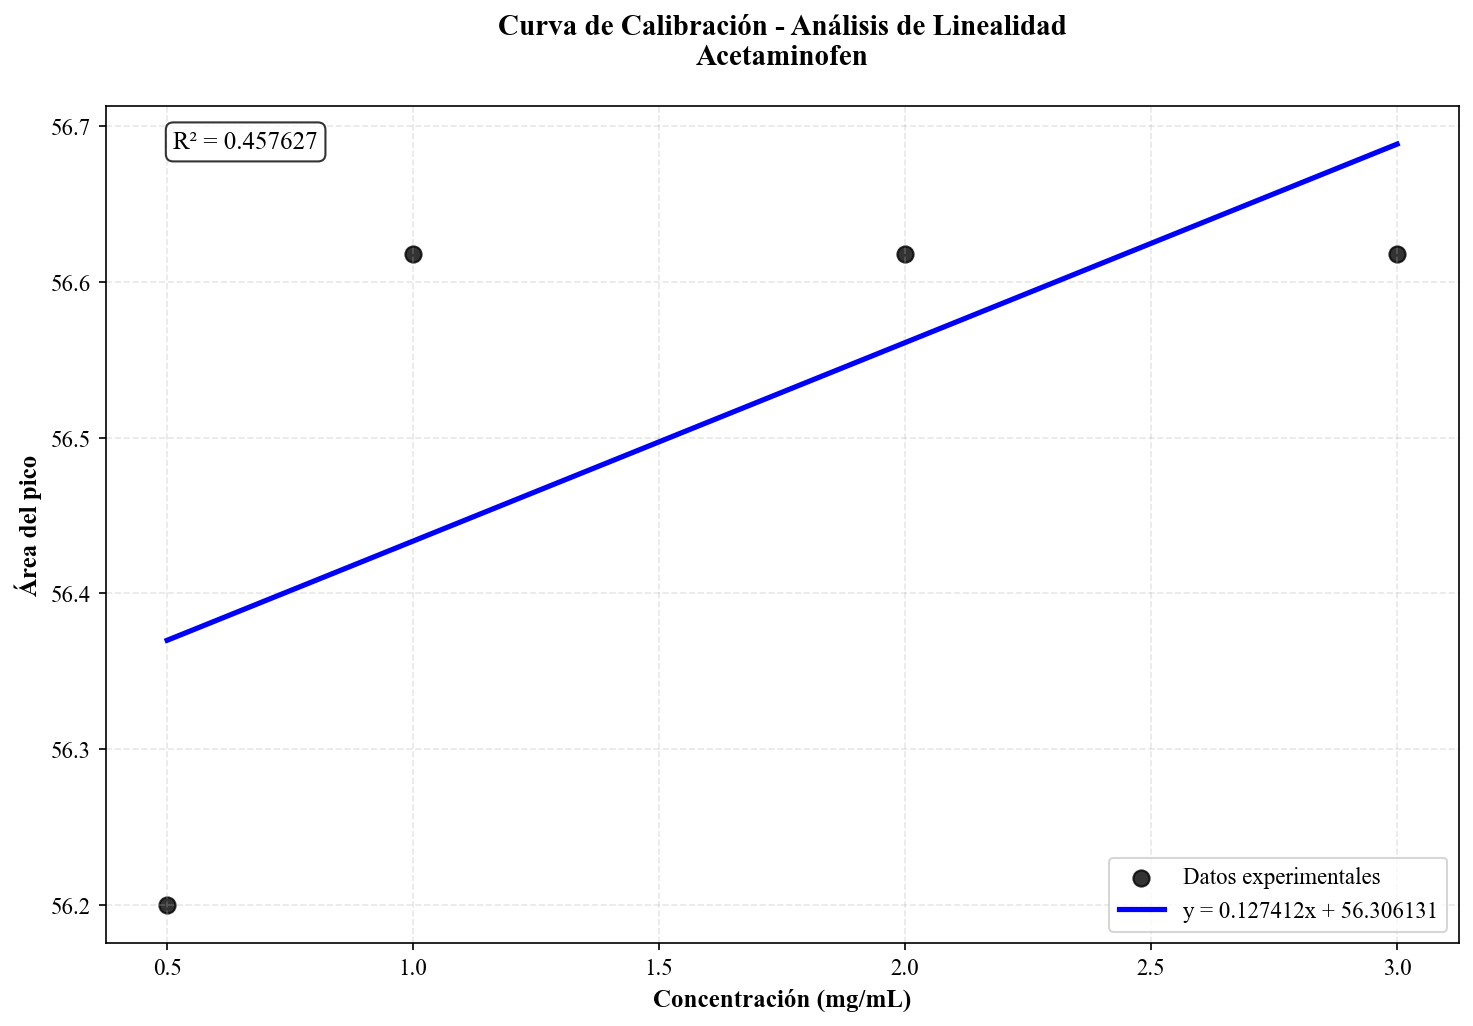 Curva de Calibración - Análisis de Linealidad
Acetaminofen
R² = 0.457627
56.7
56.6
56.5
56.4
56.3
56.2
Área del pico
0.5
1.0
1.5
2.0
2.5
3.0
Concentración (mg/mL)
Datos experimentales
y = 0.127412x + 56.306131